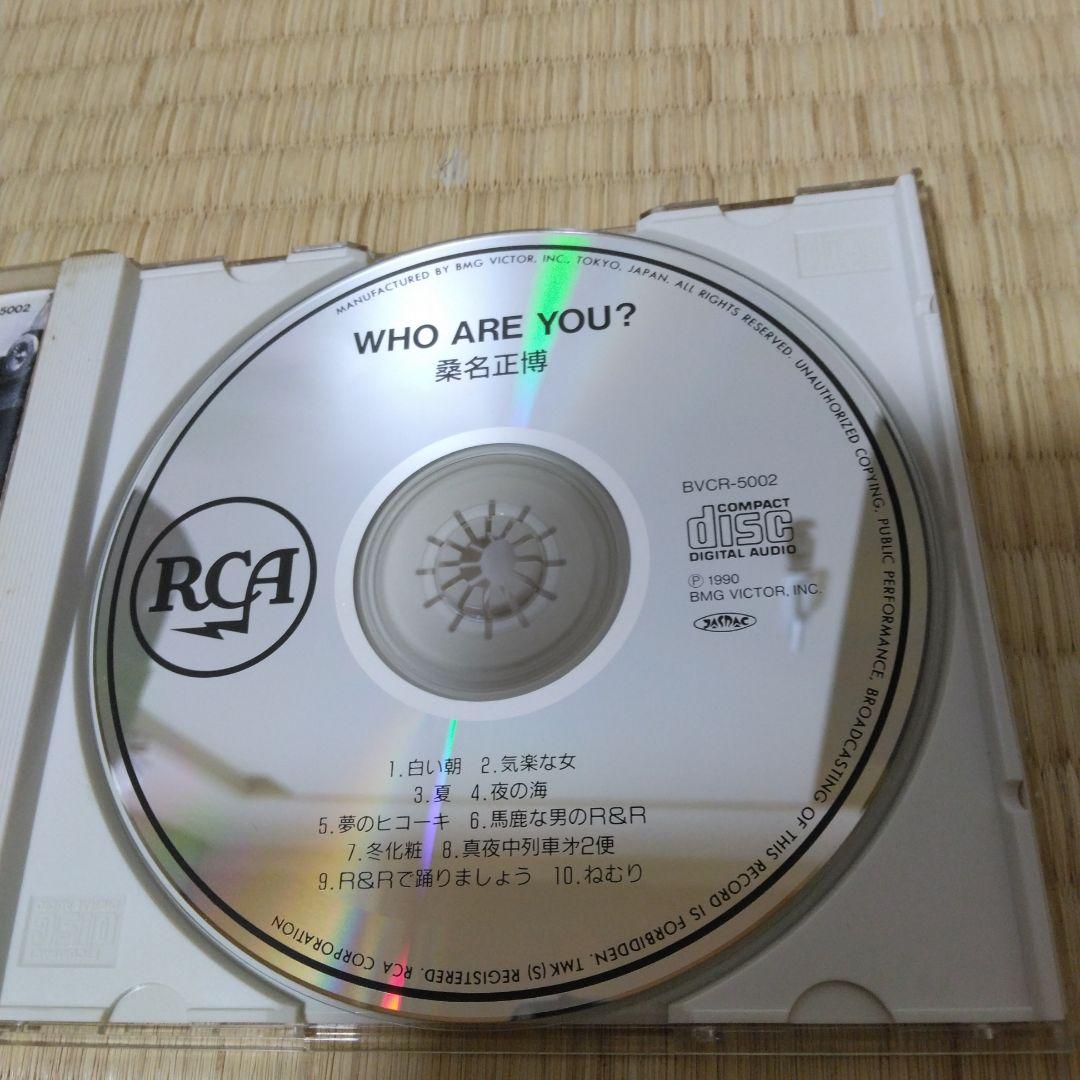 5002
MANUFACTURED BY BMG VICTOR, INC., TOKYO, JAPAN. ALL RIGHTS RESERVED. UNAUTHORIZED COPYING, PUBLIC PERFORMANCE, BROADCASTING OF THIS RECORD IS FORBIDDEN. TMK(S) REGISTERED. RCA CORPORATION
WHO ARE YOU?
桑名正博
RCA
BVCR-5002
COMPACT
disc
DIGITAL AUDIO
Ⓟ 1990
BMG VICTOR, INC.
JASRAC
1.白い朝 2.気楽な女
3.夏 4.夜の海
5.夢のヒコーキ 6.馬鹿な男のR&R
7.冬化粧 8.真夜中列車㐧2便
9.R&Rで踊りましょう 10.ねむり